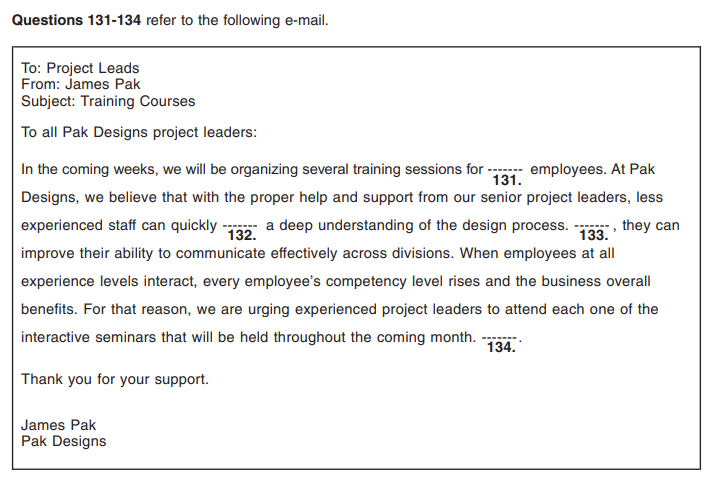 Questions 131-134 refer to the following e-mail.
To: Project Leads
From: James Pak
Subject: Training Courses
To all Pak Designs project leaders:
In the coming weeks, we will be organizing several training sessions for ------- employees. At Pak
131.
Designs, we believe that with the proper help and support from our senior project leaders, less
experienced staff can quickly ------- a deep understanding of the design process. ------- , they can
132. 133.
improve their ability to communicate effectively across divisions. When employees at all
experience levels interact, every employee's competency level rises and the business overall
benefits. For that reason, we are urging experienced project leaders to attend each one of the
interactive seminars that will be held throughout the coming month. ------- .
134.
Thank you for your support.
James Pak
Pak Designs